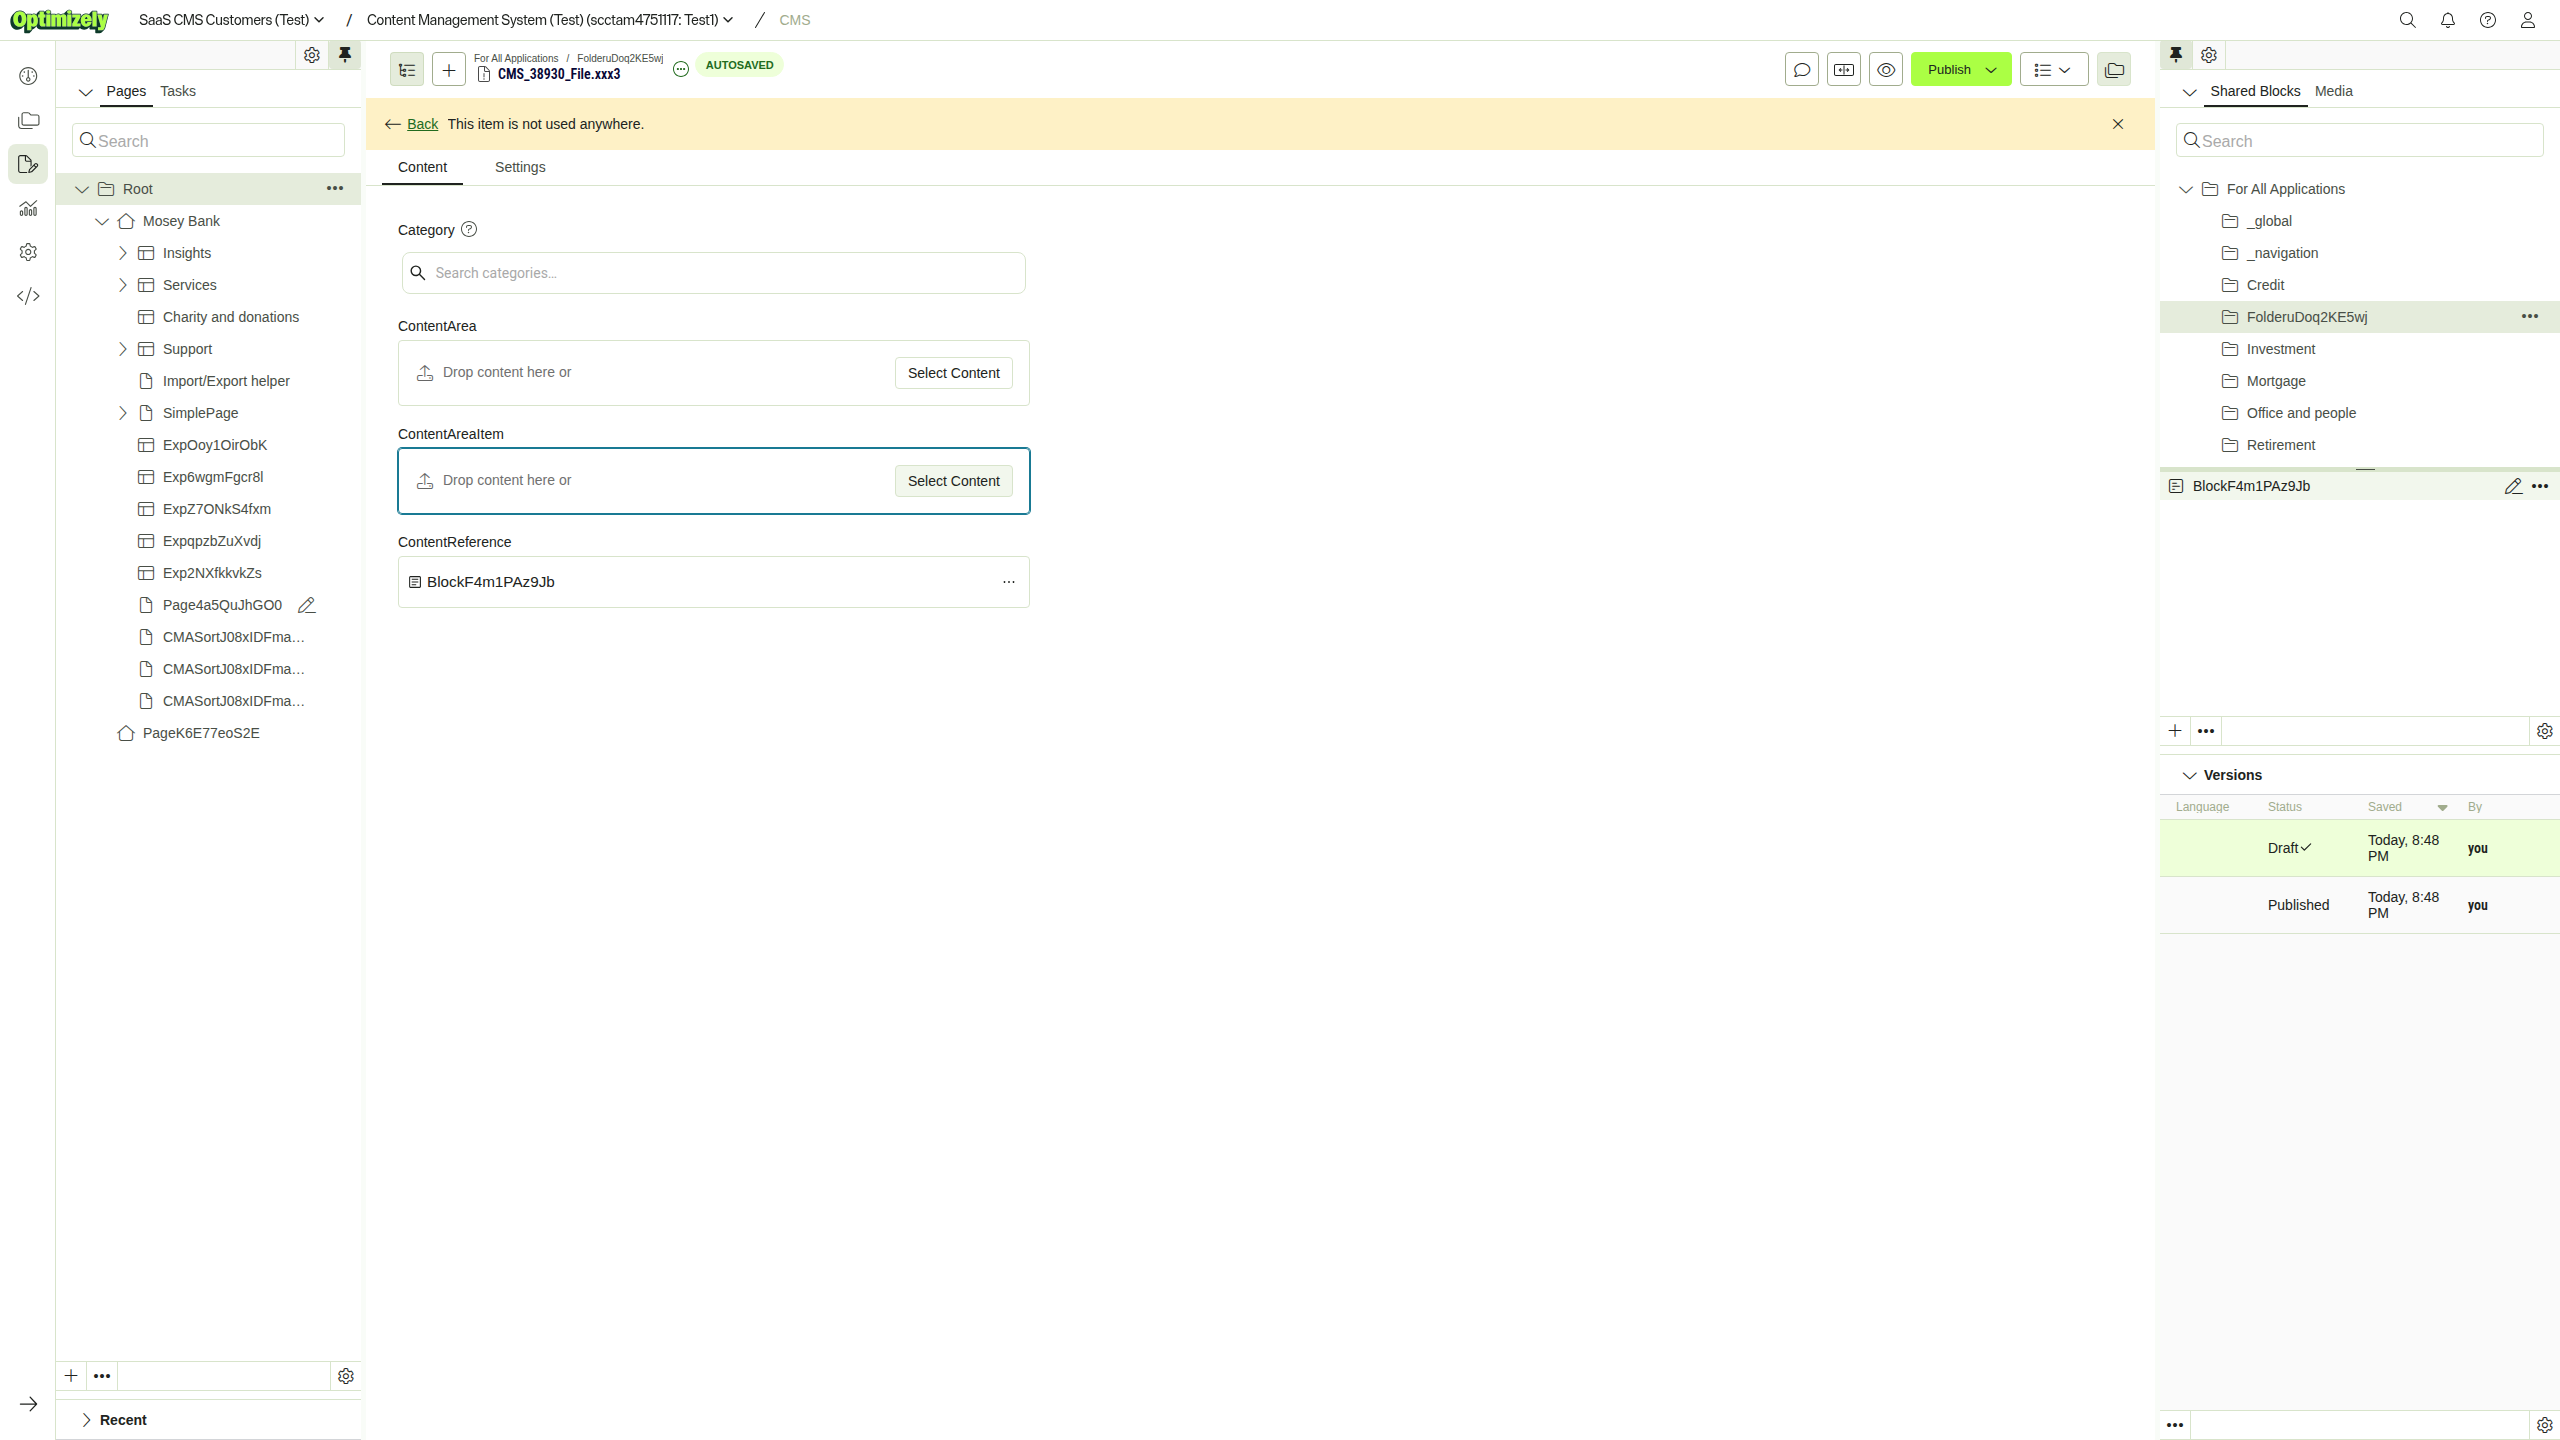 Optimizely
SaaS CMS Customers (Test) / Content Management System (Test) (scctam4751117: Test1) / CMS
Pages Tasks
Search
Root
Mosey Bank
Insights
Services
Charity and donations
Support
Import/Export helper
SimplePage
ExpOoy1OirObK
Exp6wgmFgcr8l
ExpZ7ONkS4fxm
ExpqpzbZuXvdj
Exp2NXfkkvkZs
Page4a5QuJhGO0
CMASortJ08xIDFma...
CMASortJ08xIDFma...
CMASortJ08xIDFma...
PageK6E77eoS2E
Recent
For All Applications / FolderuDoq2KE5wj
CMS_38930_File.xxx3
AUTOSAVED
Publish
Back This item is not used anywhere.
Content Settings
Category
Search categories...
ContentArea
Drop content here or Select Content
ContentAreaItem
Drop content here or Select Content
ContentReference
BlockF4m1PAz9Jb
Shared Blocks Media
Search
For All Applications
_global
_navigation
Credit
FolderuDoq2KE5wj
Investment
Mortgage
Office and people
Retirement
BlockF4m1PAz9Jb
Versions
Language Status Saved By
Draft Today, 8:48 PM you
Published Today, 8:48 PM you